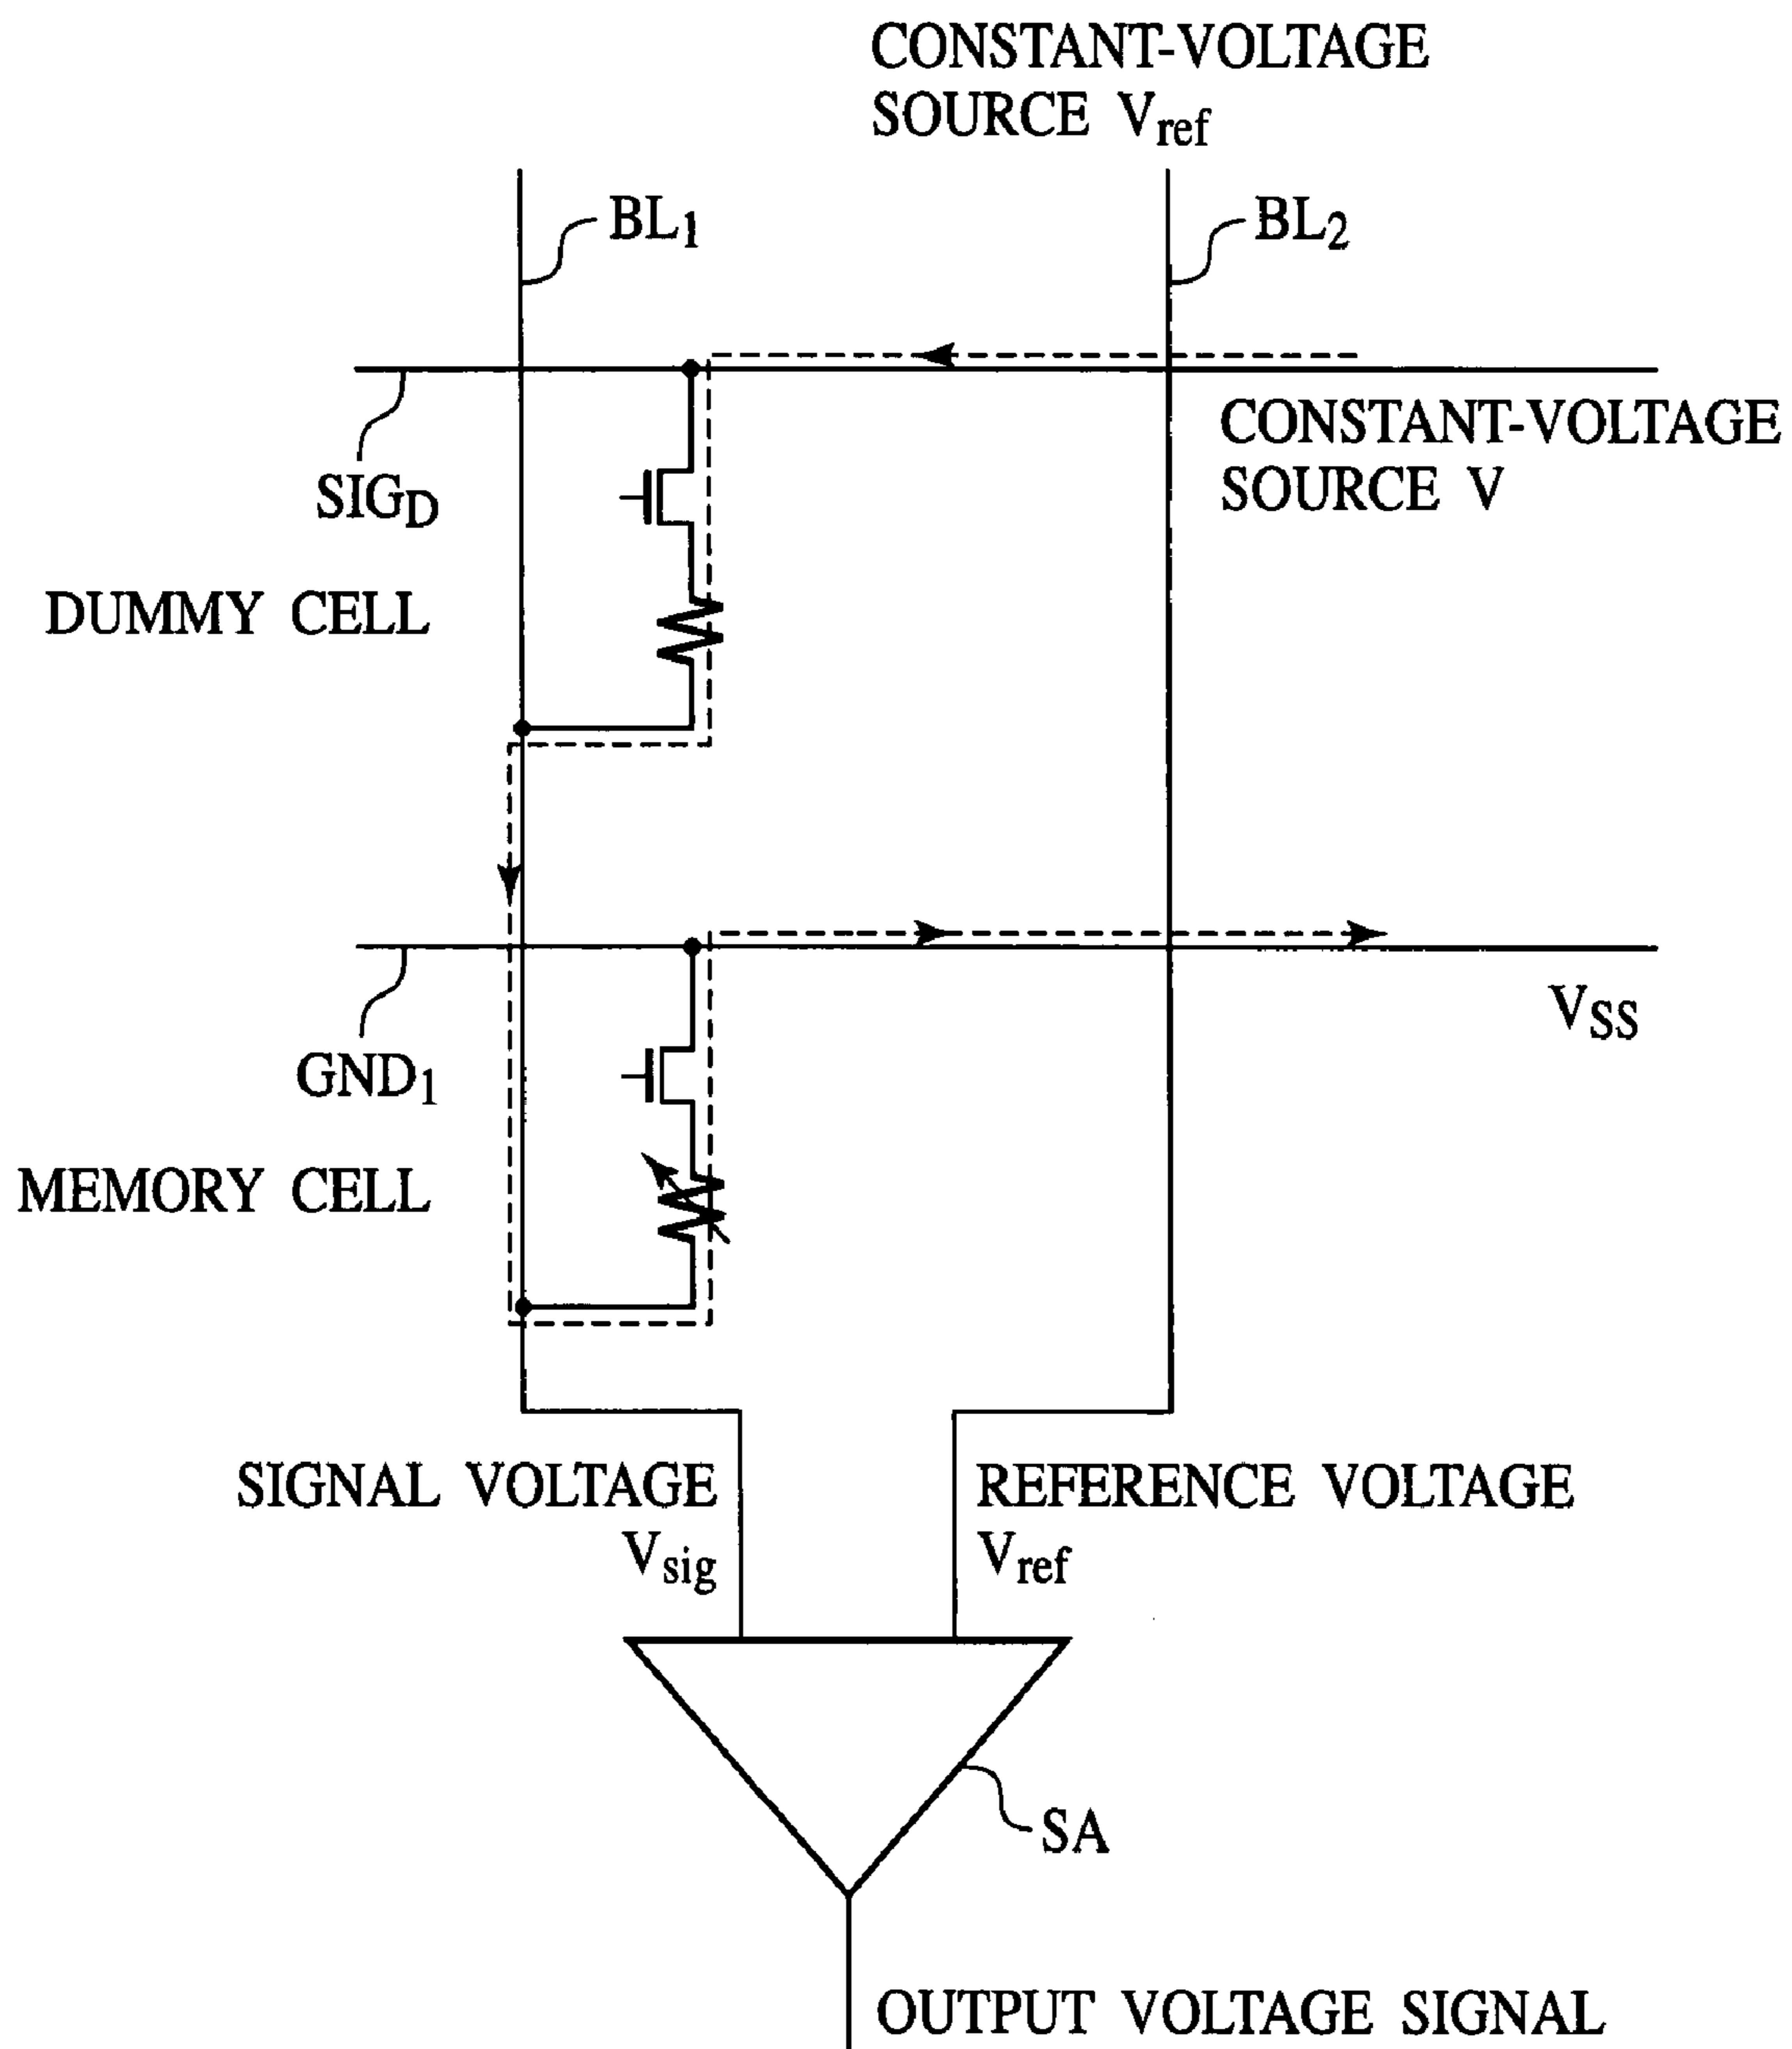 CONSTANT-VOLTAGE
SOURCE Vref
BL1
BL2
CONSTANT-VOLTAGE
SOURCE V
SIGD
DUMMY CELL
VSS
GND1
MEMORY CELL
SIGNAL VOLTAGE
Vsig
REFERENCE VOLTAGE
Vref
SA
OUTPUT VOLTAGE SIGNAL